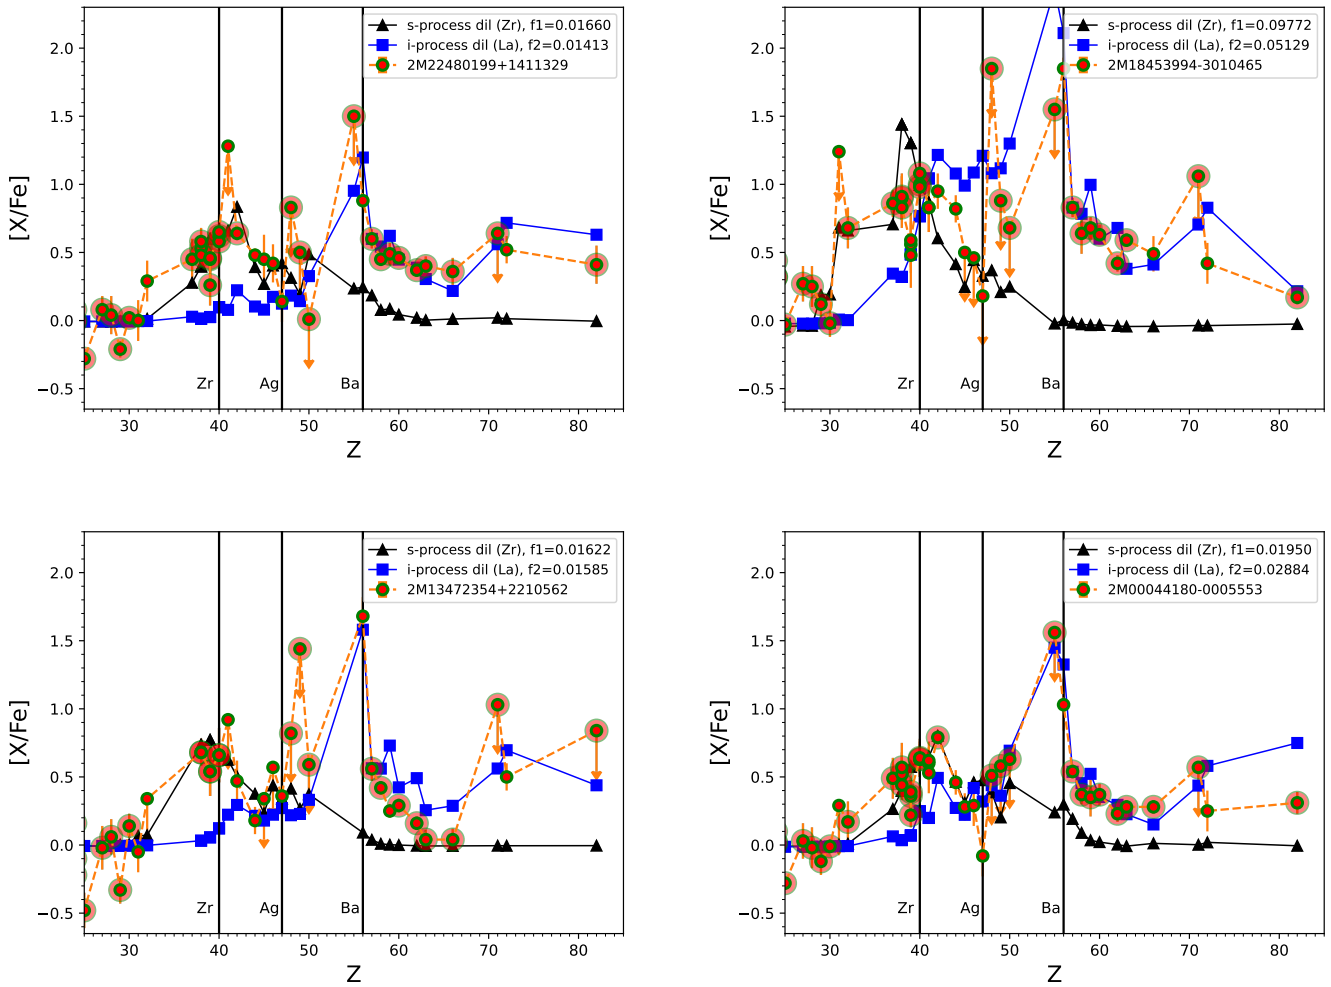 s-process dil (Zr), f1=0.01660
i-process dil (La), f2=0.01413
2M22480199+1411329
[X/Fe]
2.0
1.5
1.0
0.5
0.0
−0.5
Zr Ag Ba
30 40 50 60 70 80
Z
s-process dil (Zr), f1=0.09772
i-process dil (La), f2=0.05129
2M18453994-3010465
[X/Fe]
2.0
1.5
1.0
0.5
0.0
−0.5
Zr Ag Ba
30 40 50 60 70 80
Z
s-process dil (Zr), f1=0.01622
i-process dil (La), f2=0.01585
2M13472354+2210562
[X/Fe]
2.0
1.5
1.0
0.5
0.0
−0.5
Zr Ag Ba
30 40 50 60 70 80
Z
s-process dil (Zr), f1=0.01950
i-process dil (La), f2=0.02884
2M00044180-0005553
[X/Fe]
2.0
1.5
1.0
0.5
0.0
−0.5
Zr Ag Ba
30 40 50 60 70 80
Z